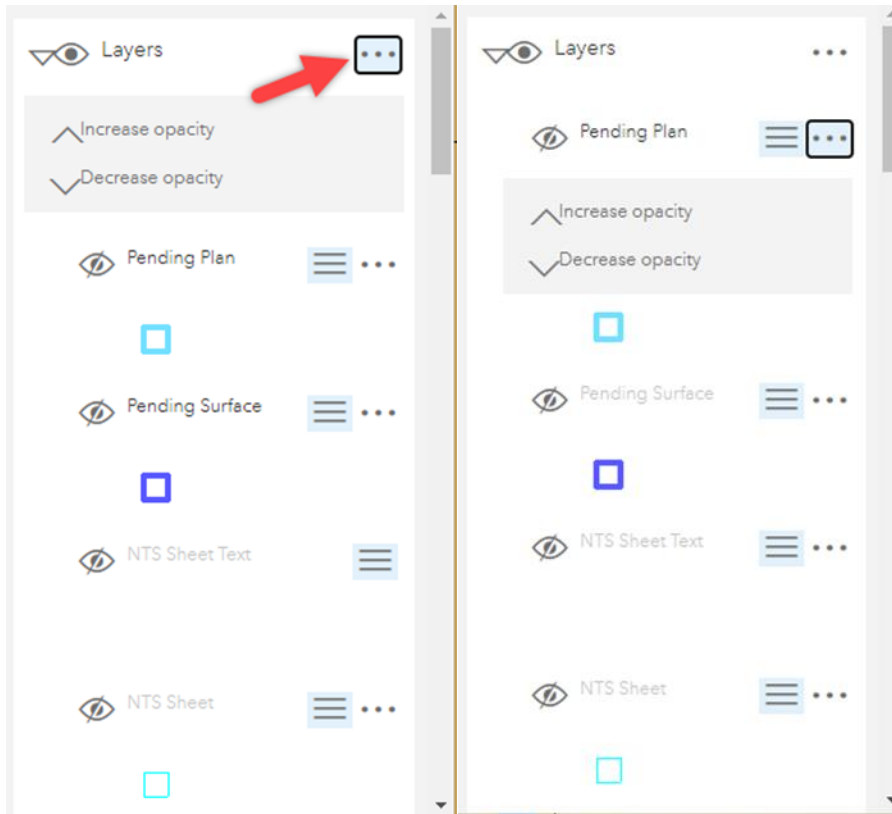 Layers
Increase opacity
Decrease opacity
Pending Plan
Pending Surface
NTS Sheet Text
NTS Sheet
Layers
Pending Plan
Increase opacity
Decrease opacity
Pending Surface
NTS Sheet Text
NTS Sheet